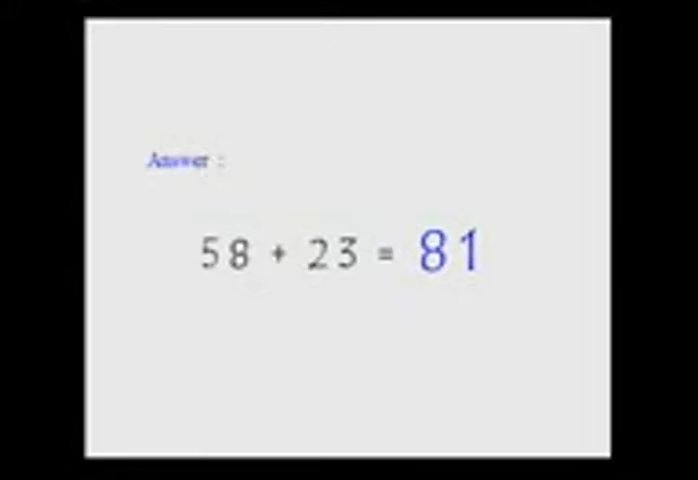 Answer :
58 + 23 = 81